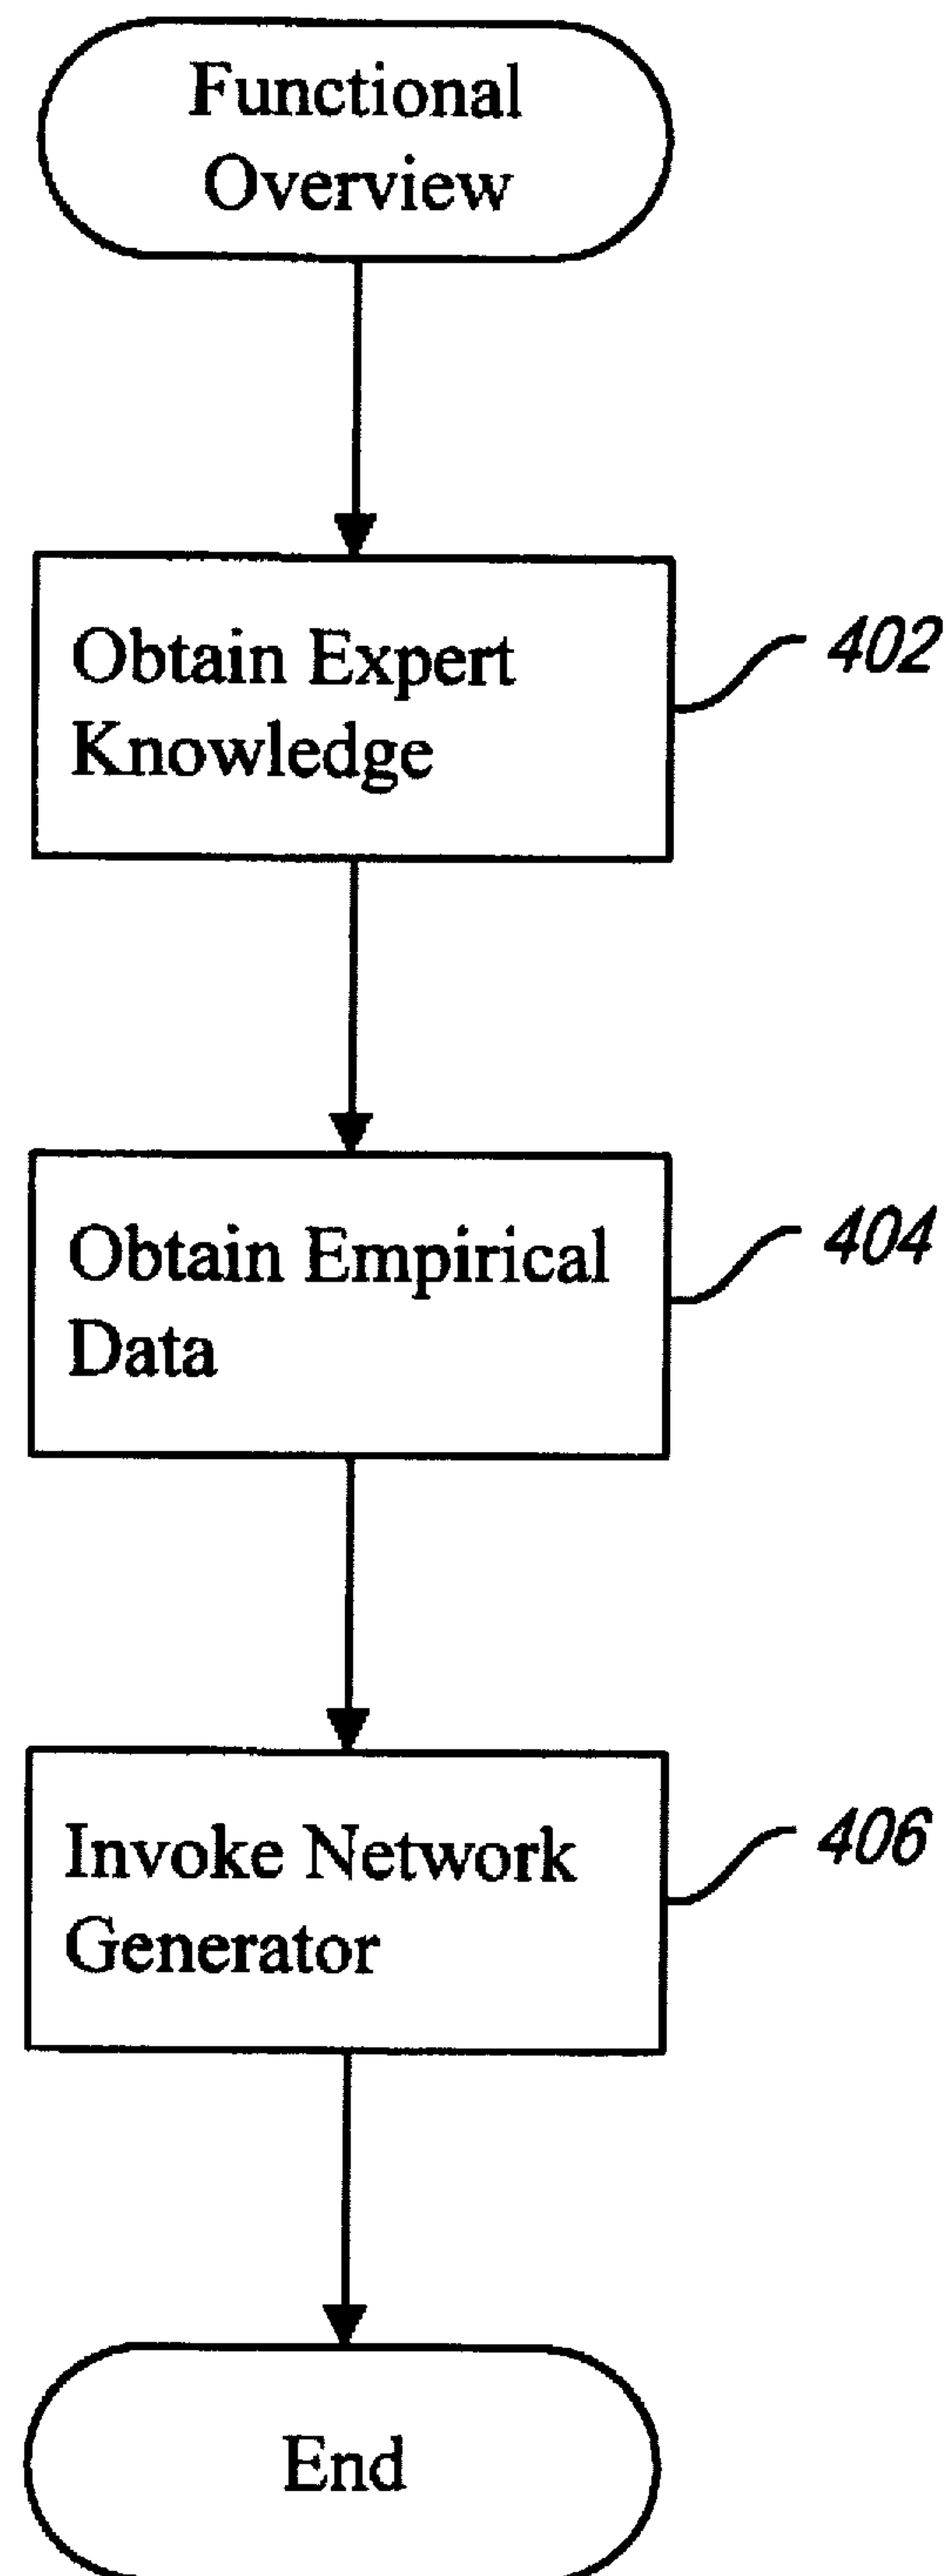 Functional
Overview
Obtain Expert
Knowledge
402
Obtain Empirical
Data
404
Invoke Network
Generator
406
End